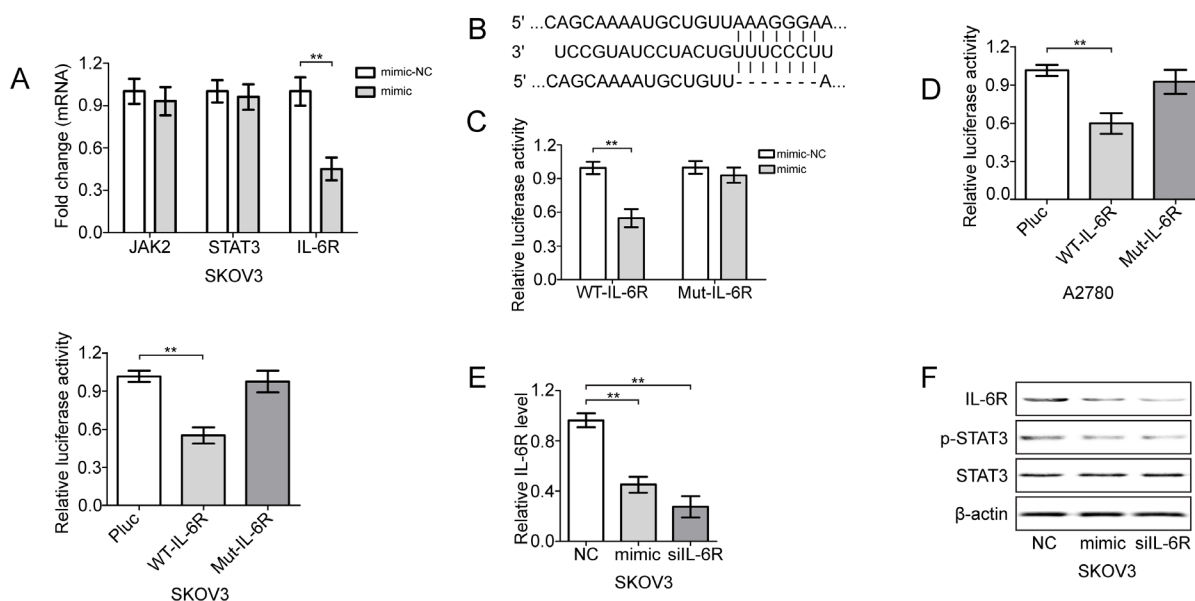 A
Fold change (mRNA)
1.2
0.9
0.6
0.3
0.0
**
mimic-NC
mimic
JAK2 STAT3 IL-6R
SKOV3
B
5' ...CAGCAAAAUGCUGUUAAAGGGAA...
3' UCCGUAUCCUACUGUUUCCCUU
5' ...CAGCAAAAUGCUGUU-------A...
C
Relative luciferase activity
1.2
0.9
0.6
0.3
0.0
**
mimic-NC
mimic
WT-IL-6R Mut-IL-6R
D
Relative luciferase activity
1.2
0.9
0.6
0.3
0.0
**
Pluc WT-IL-6R Mut-IL-6R
A2780
Relative luciferase activity
1.2
0.9
0.6
0.3
0.0
**
Pluc WT-IL-6R Mut-IL-6R
SKOV3
E
Relative IL-6R level
1.2
0.8
0.4
0.0
**
**
NC mimic siIL-6R
SKOV3
F
IL-6R
p-STAT3
STAT3
β-actin
NC mimic siIL-6R
SKOV3